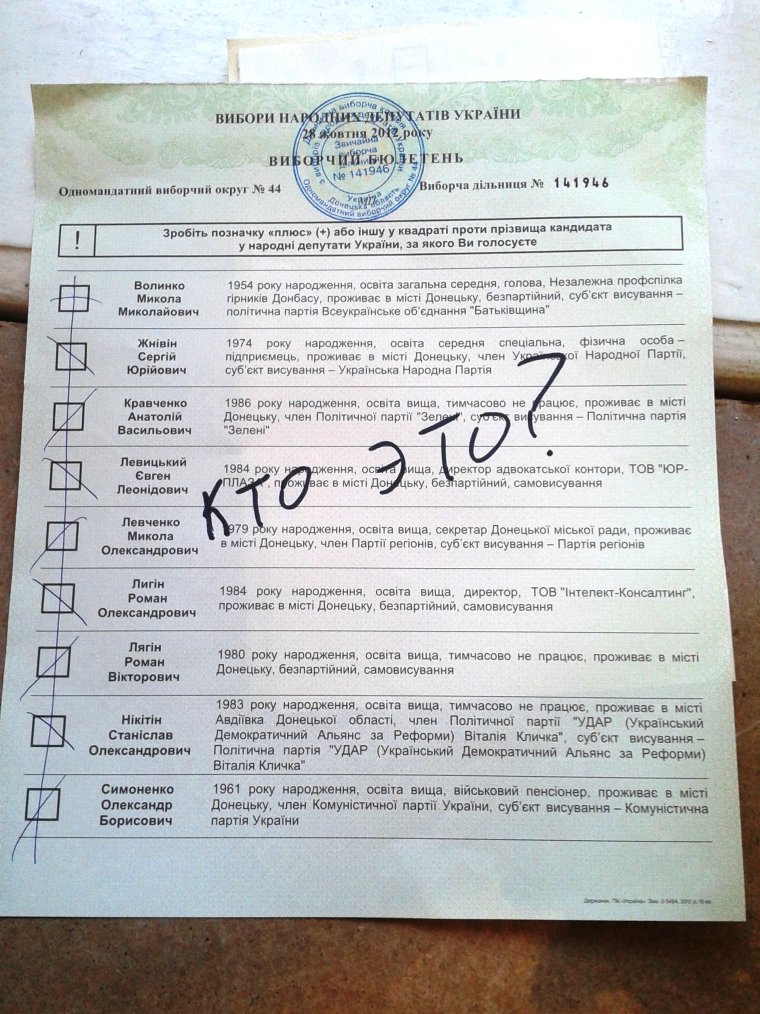 ВИБОРИ НАРОДНИХ ДЕПУТАТІВ УКРАЇНИ
28 жовтня 2012 року
ВИБОРЧИЙ БЮЛЕТЕНЬ
Одномандатний виборчий округ № 44
Виборча дільниця № 141946
Звичайна
виборча
дільниця
№ 141946
Україна
Донецька область
Одномандатний виборчий округ № 44
!
Зробіть позначку «плюс» (+) або іншу у квадраті проти прізвища кандидата
у народні депутати України, за якого Ви голосуєте
Волинко
Микола
Миколайович
1954 року народження, освіта загальна середня, голова, Незалежна профспілка
гірників Донбасу, проживає в місті Донецьку, безпартійний, суб'єкт висування –
політична партія Всеукраїнське об'єднання "Батьківщина"
Жнівін
Сергій
Юрійович
1974 року народження, освіта середня спеціальна, фізична особа –
підприємець, проживає в місті Донецьку, член Української Народної Партії,
суб'єкт висування – Українська Народна Партія
Кравченко
Анатолій
Васильович
1986 року народження, освіта вища, тимчасово не працює, проживає в місті
Донецьку, член Політичної партії "Зелені", суб'єкт висування – Політична партія
"Зелені"
Левицький
Євген
Леонідович
1984 року народження, освіта вища, директор адвокатської контори, ТОВ "ЮР-
ПЛАЗА", проживає в місті Донецьку, безпартійний, самовисування
КТО ЭТО?
Левченко
Микола
Олександрович
1979 року народження, освіта вища, секретар Донецької міської ради, проживає
в місті Донецьку, член Партії регіонів, суб'єкт висування – Партія регіонів
Лигін
Роман
Олександрович
1984 року народження, освіта вища, директор, ТОВ "Інтелект-Консалтинг",
проживає в місті Донецьку, безпартійний, самовисування
Лягін
Роман
Вікторович
1980 року народження, освіта вища, тимчасово не працює, проживає в місті
Донецьку, безпартійний, самовисування
Нікітін
Станіслав
Олександрович
1983 року народження, освіта вища, тимчасово не працює, проживає в місті
Авдіївка Донецької області, член Політичної партії "УДАР (Український
Демократичний Альянс за Реформи) Віталія Кличка", суб'єкт висування –
Політична партія "УДАР (Український Демократичний Альянс за Реформи)
Віталія Кличка"
Симоненко
Олександр
Борисович
1961 року народження, освіта вища, військовий пенсіонер, проживає в місті
Донецьку, член Комуністичної партії України, суб'єкт висування – Комуністична
партія України